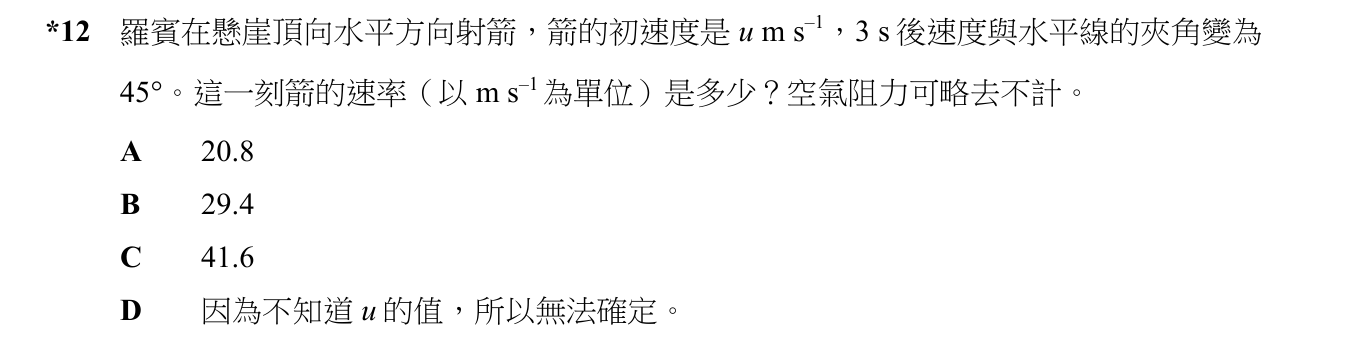 *12 羅賓在懸崖頂向水平方向射箭,箭的初速度是 u m s⁻¹,3 s 後速度與水平線的夾角變為
45°。這一刻箭的速率(以 m s⁻¹ 為單位)是多少?空氣阻力可略去不計。
A 20.8
B 29.4
C 41.6
D 因為不知道 u 的值,所以無法確定。